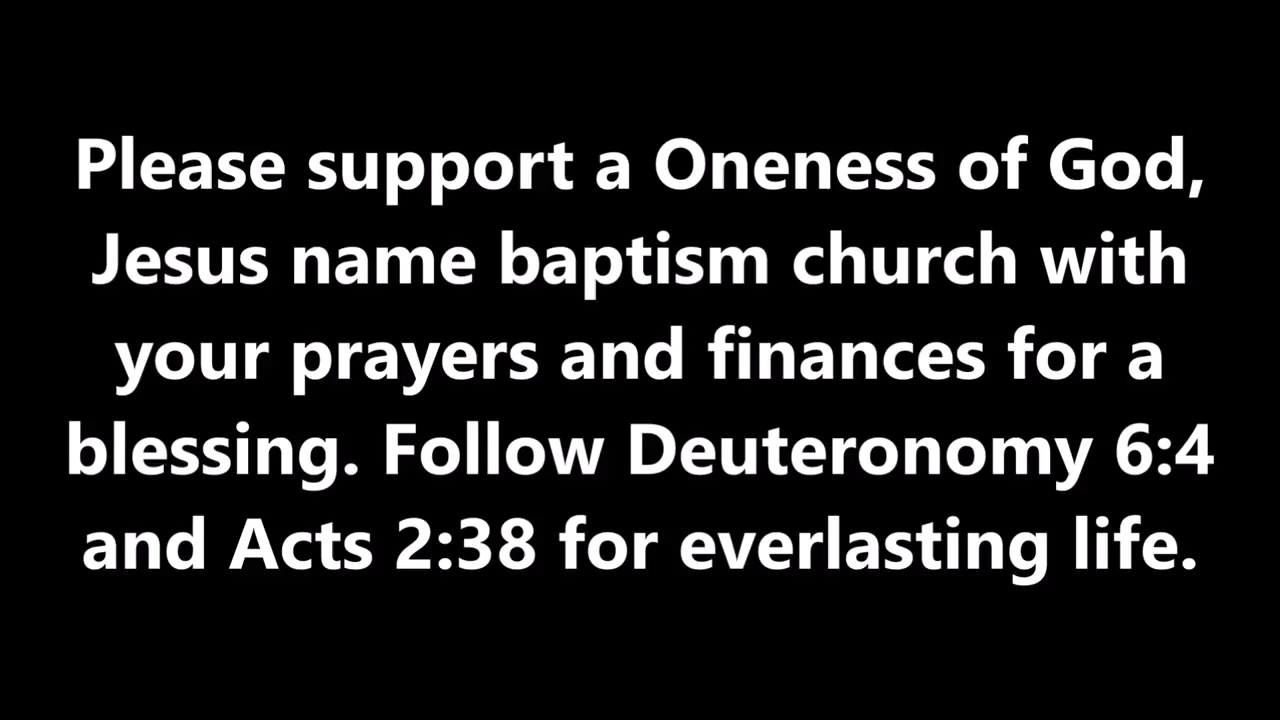 Please support a Oneness of God,
Jesus name baptism church with
your prayers and finances for a
blessing. Follow Deuteronomy 6:4
and Acts 2:38 for everlasting life.